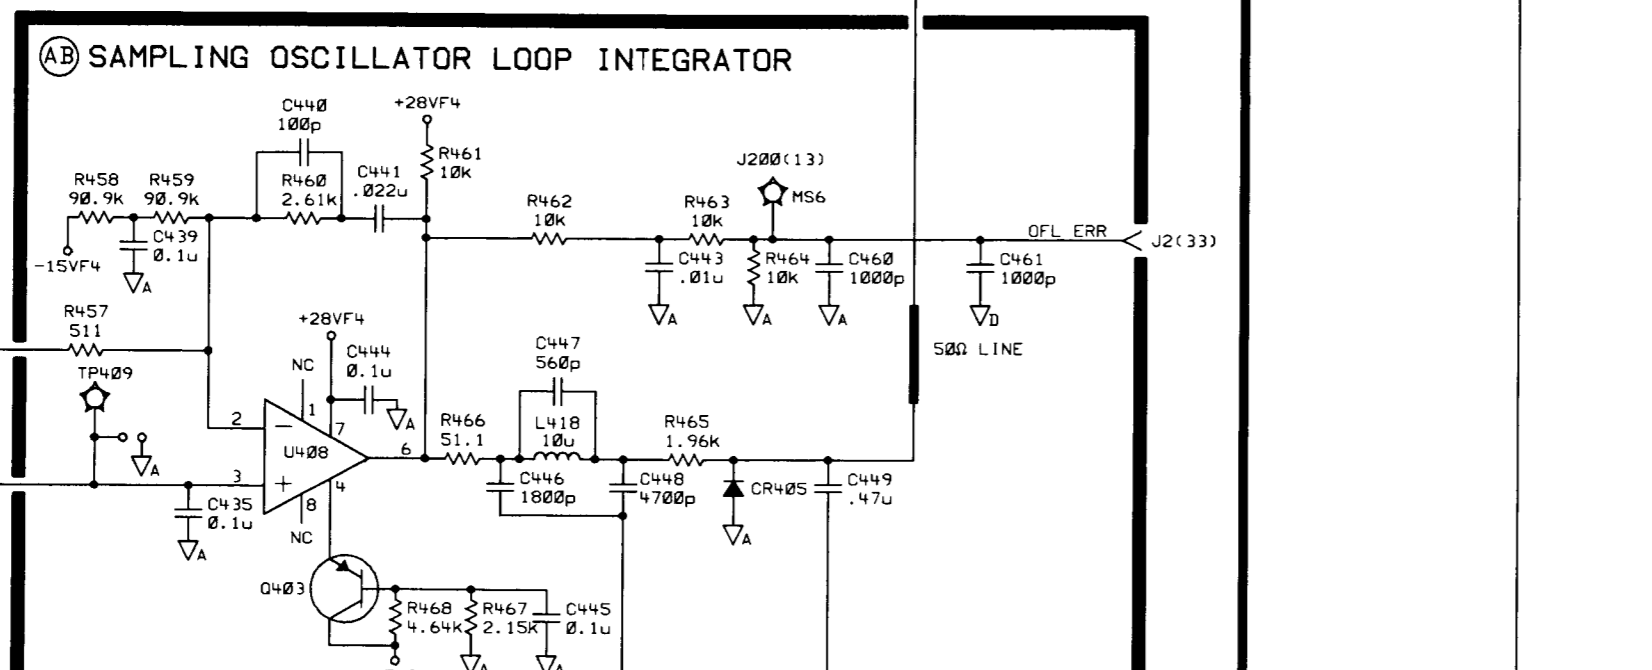 AB SAMPLING OSCILLATOR LOOP INTEGRATOR
C440
100p
+28VF4
R461
10k
J200(13)
MS6
R458
90.9k
R459
90.9k
R460
2.61k
C441
.022u
R462
10k
R463
10k
OFL ERR
J2(33)
C439
0.1u
-15VF4
A
C443
.01u
R464
10k
C460
1000p
C461
1000p
A
A
A
D
R457
511
+28VF4
C444
0.1u
A
C447
560p
50Ω LINE
TP409
A
NC
1
7
2
-
U408
6
3
+
4
8
NC
R466
51.1
L418
10u
R465
1.96k
C446
1800p
C448
4700p
CR405
A
C449
.47u
C435
0.1u
A
Q403
R468
4.64k
R467
2.15K
C445
0.1u
A
A